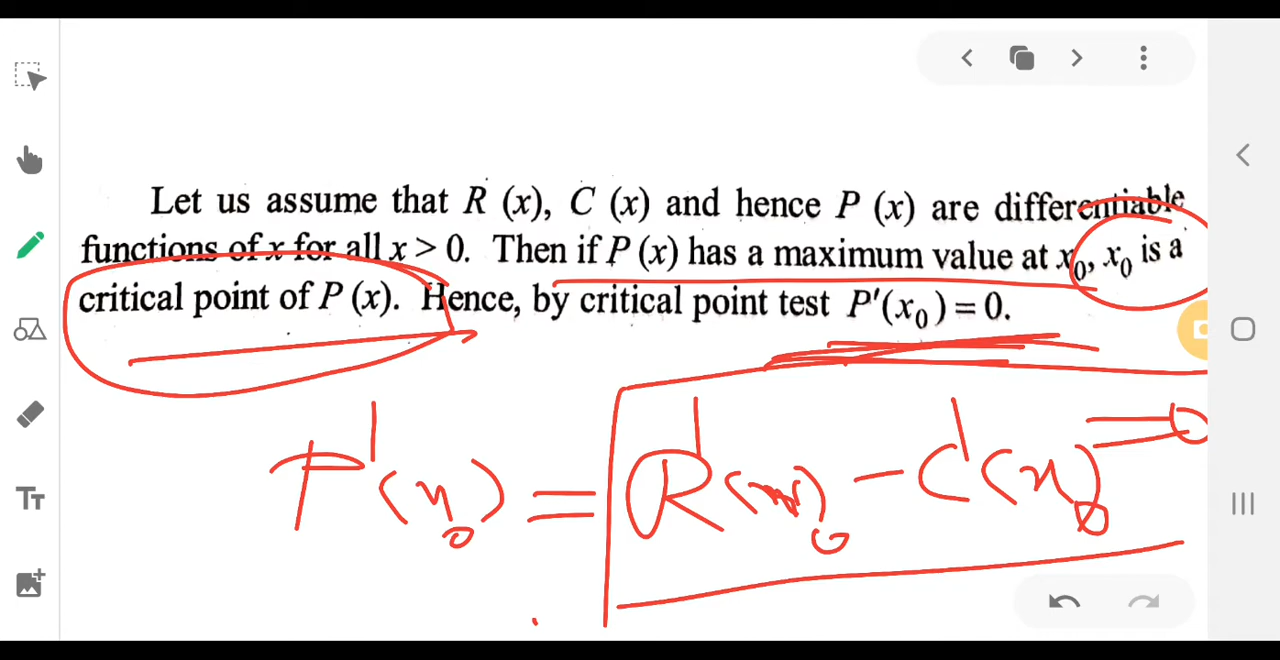 Let us assume that R (x), C (x) and hence P (x) are differentiable
functions of x for all x > 0. Then if P (x) has a maximum value at x₀, x₀ is a
critical point of P (x). Hence, by critical point test P'(x₀) = 0.
P'(x₀) = R'(x₀) - C'(x₀) = 0
Tт